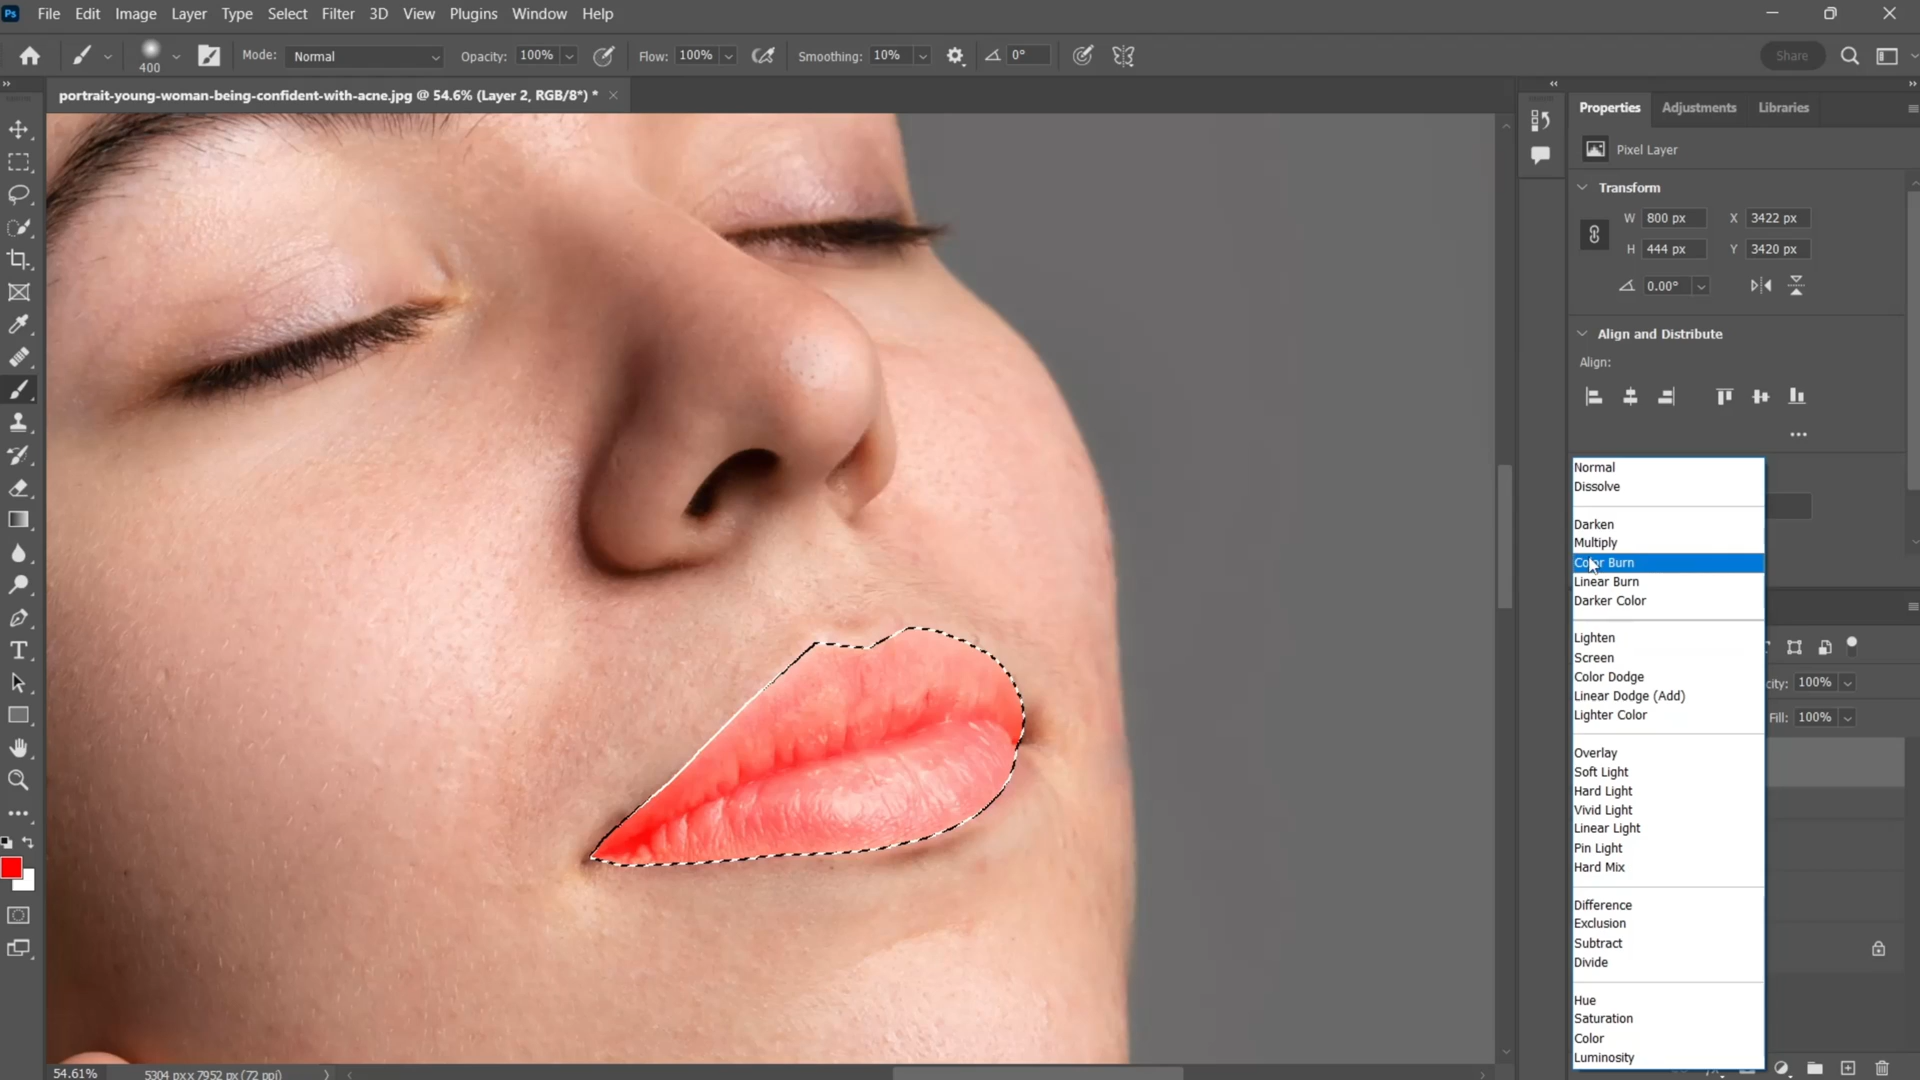 Ps File Edit Image Layer Type Select Filter 3D View Plugins Window Help
400 Mode: Normal Opacity: 100% Flow: 100% Smoothing: 10% 0° Share
portrait-young-woman-being-confident-with-acne.jpg @ 54.6% (Layer 2, RGB/8*) *
Properties Adjustments Libraries
Pixel Layer
Transform
W 800 px X 3422 px
H 444 px Y 3420 px
0.00°
Align and Distribute
Align:
Normal
Dissolve
Darken
Multiply
Color Burn
Linear Burn
Darker Color
Lighten
Screen
Color Dodge
Linear Dodge (Add)
Lighter Color
Overlay
Soft Light
Hard Light
Vivid Light
Linear Light
Pin Light
Hard Mix
Difference
Exclusion
Subtract
Divide
Hue
Saturation
Color
Luminosity
city: 100%
Fill: 100%
54.61% 5304 px x 7952 px (72 ppi)